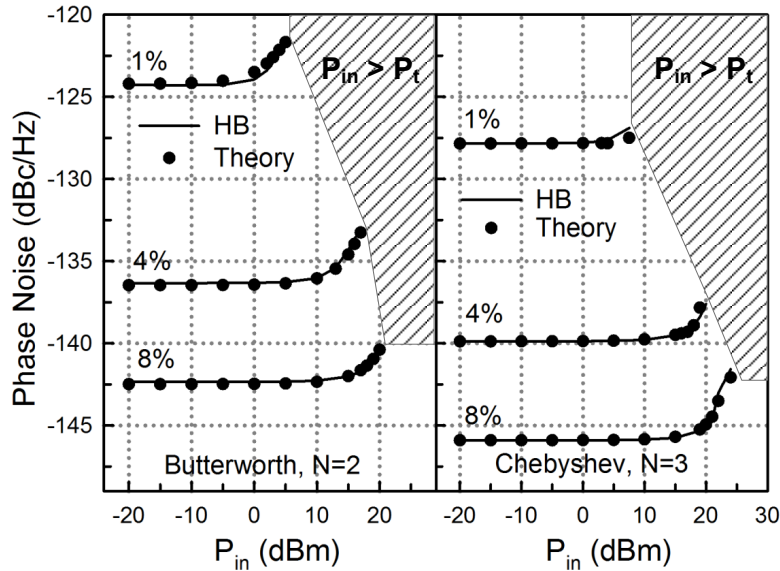 Phase Noise (dBc/Hz)
-120
-125
-130
-135
-140
-145
1%
P_in > P_t
HB
Theory
4%
8%
Butterworth, N=2
-20 -10 0 10 20
P_in (dBm)
P_in > P_t
1%
HB
Theory
4%
8%
Chebyshev, N=3
-20 -10 0 10 20 30
P_in (dBm)